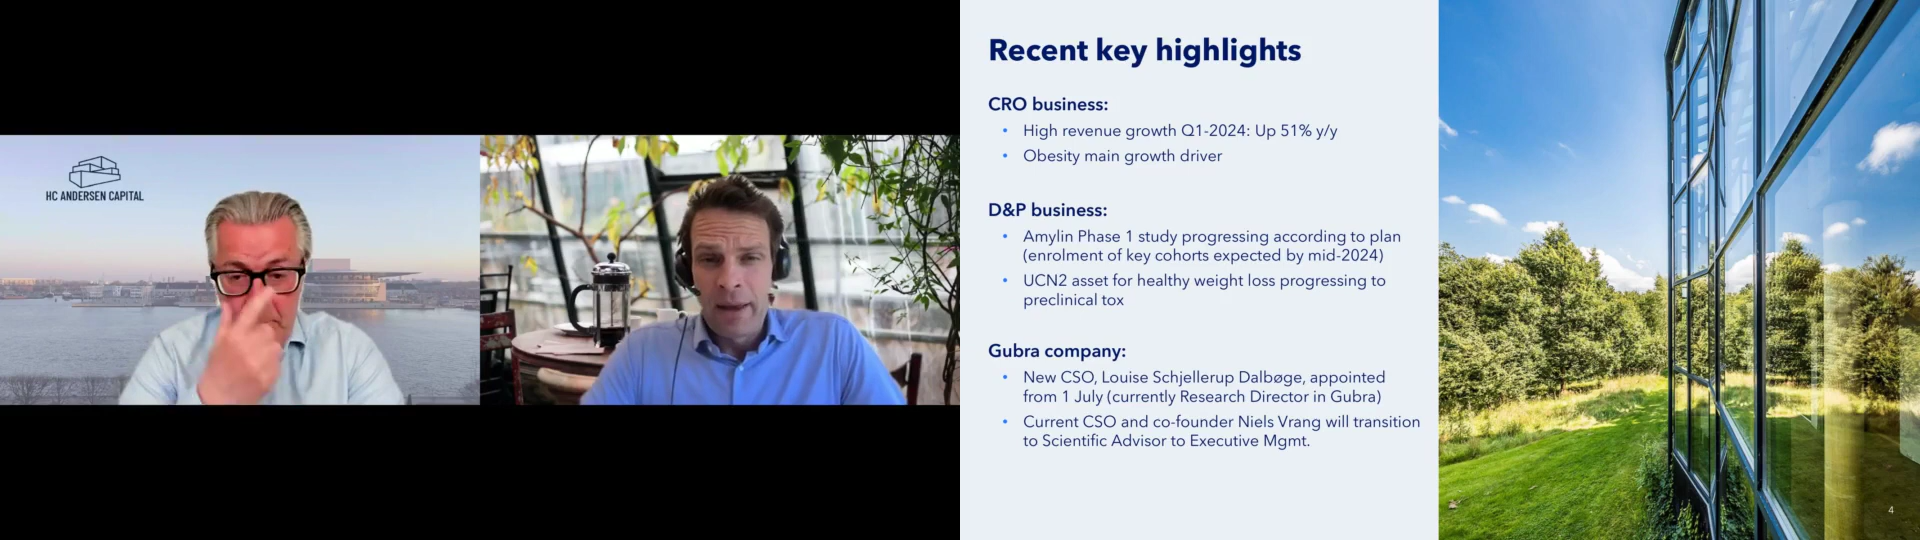 HC ANDERSEN CAPITAL
Recent key highlights
CRO business:
• High revenue growth Q1-2024: Up 51% y/y
• Obesity main growth driver
D&P business:
• Amylin Phase 1 study progressing according to plan
(enrolment of key cohorts expected by mid-2024)
• UCN2 asset for healthy weight loss progressing to
preclinical tox
Gubra company:
• New CSO, Louise Schjellerup Dalbøge, appointed
from 1 July (currently Research Director in Gubra)
• Current CSO and co-founder Niels Vrang will transition
to Scientific Advisor to Executive Mgmt.
4